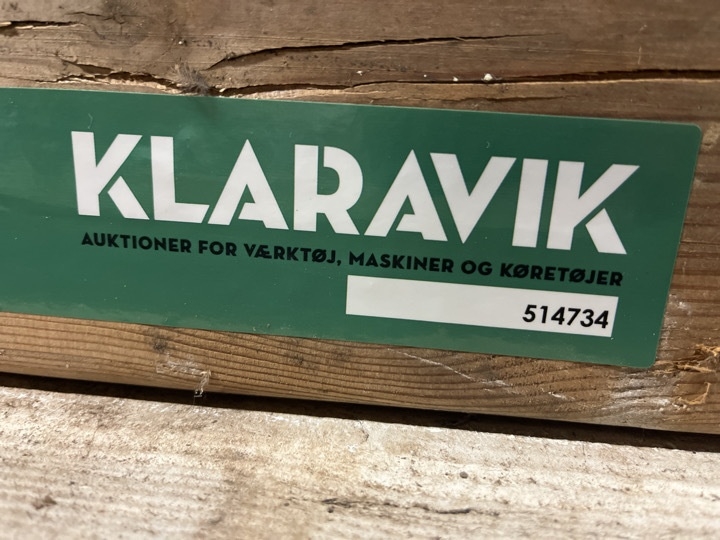 KLARAVIK
AUKTIONER FOR VÆRKTØJ, MASKINER OG KØRETØJER
514734